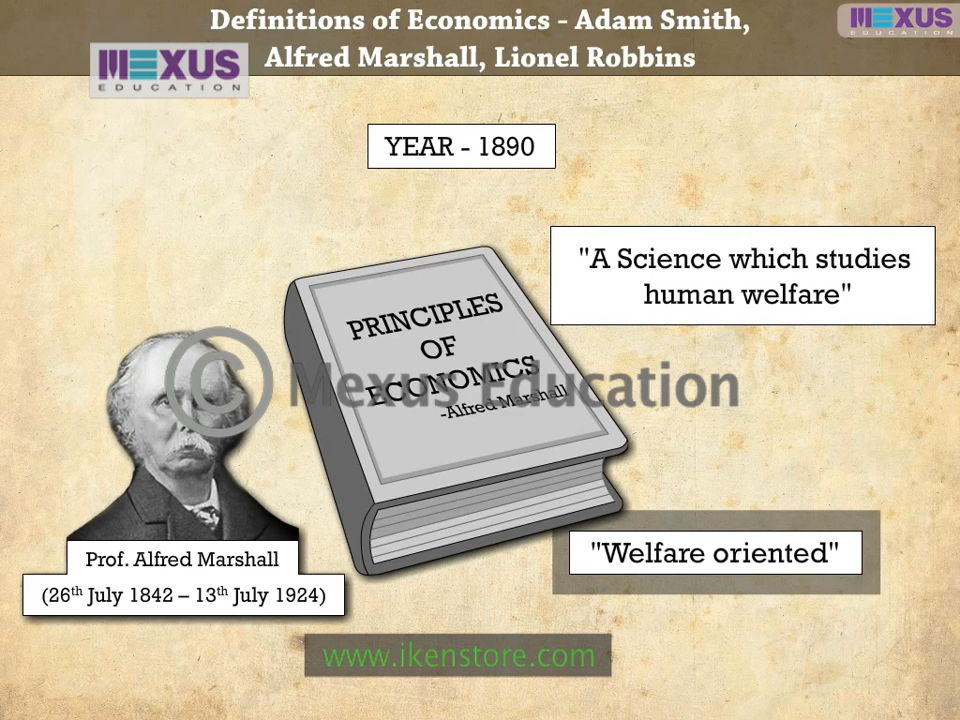 Definitions of Economics - Adam Smith,
Alfred Marshall, Lionel Robbins
MEXUS
EDUCATION
MEXUS
EDUCATION
YEAR - 1890
"A Science which studies
human welfare"
PRINCIPLES
OF
ECONOMICS
-Alfred Marshall
© Mexus Education
"Welfare oriented"
Prof. Alfred Marshall
(26th July 1842 – 13th July 1924)
www.ikenstore.com